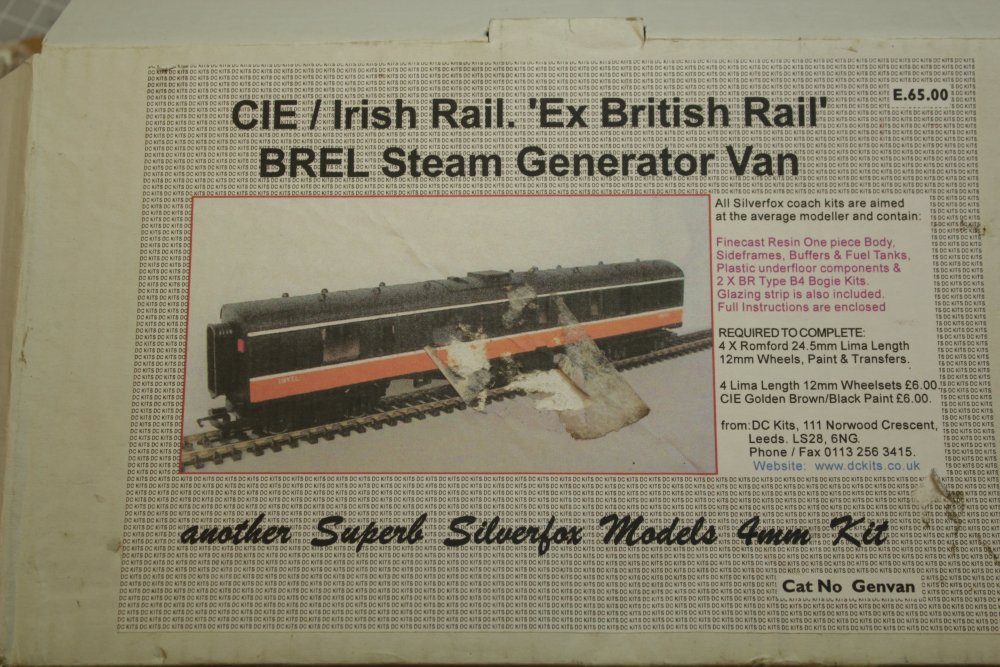 E.65.00
CIE / Irish Rail. 'Ex British Rail'
BREL Steam Generator Van
All Silverfox coach kits are aimed
at the average modeller and contain:
Finecast Resin One piece Body,
Sideframes, Buffers & Fuel Tanks,
Plastic underfloor components &
2 X BR Type B4 Bogie Kits.
Glazing strip is also included.
Full Instructions are enclosed
REQUIRED TO COMPLETE:
4 X Romford 24.5mm Lima Length
12mm Wheels, Paint & Transfers.
4 Lima Length 12mm Wheelsets £6.00
CIE Golden Brown/Black Paint £6.00.
from: DC Kits, 111 Norwood Crescent,
Leeds. LS28, 6NG.
Phone / Fax 0113 256 3415.
Website: www.dckits.co.uk
another Superb Silverfox Models 4mm Kit
Cat No Genvan